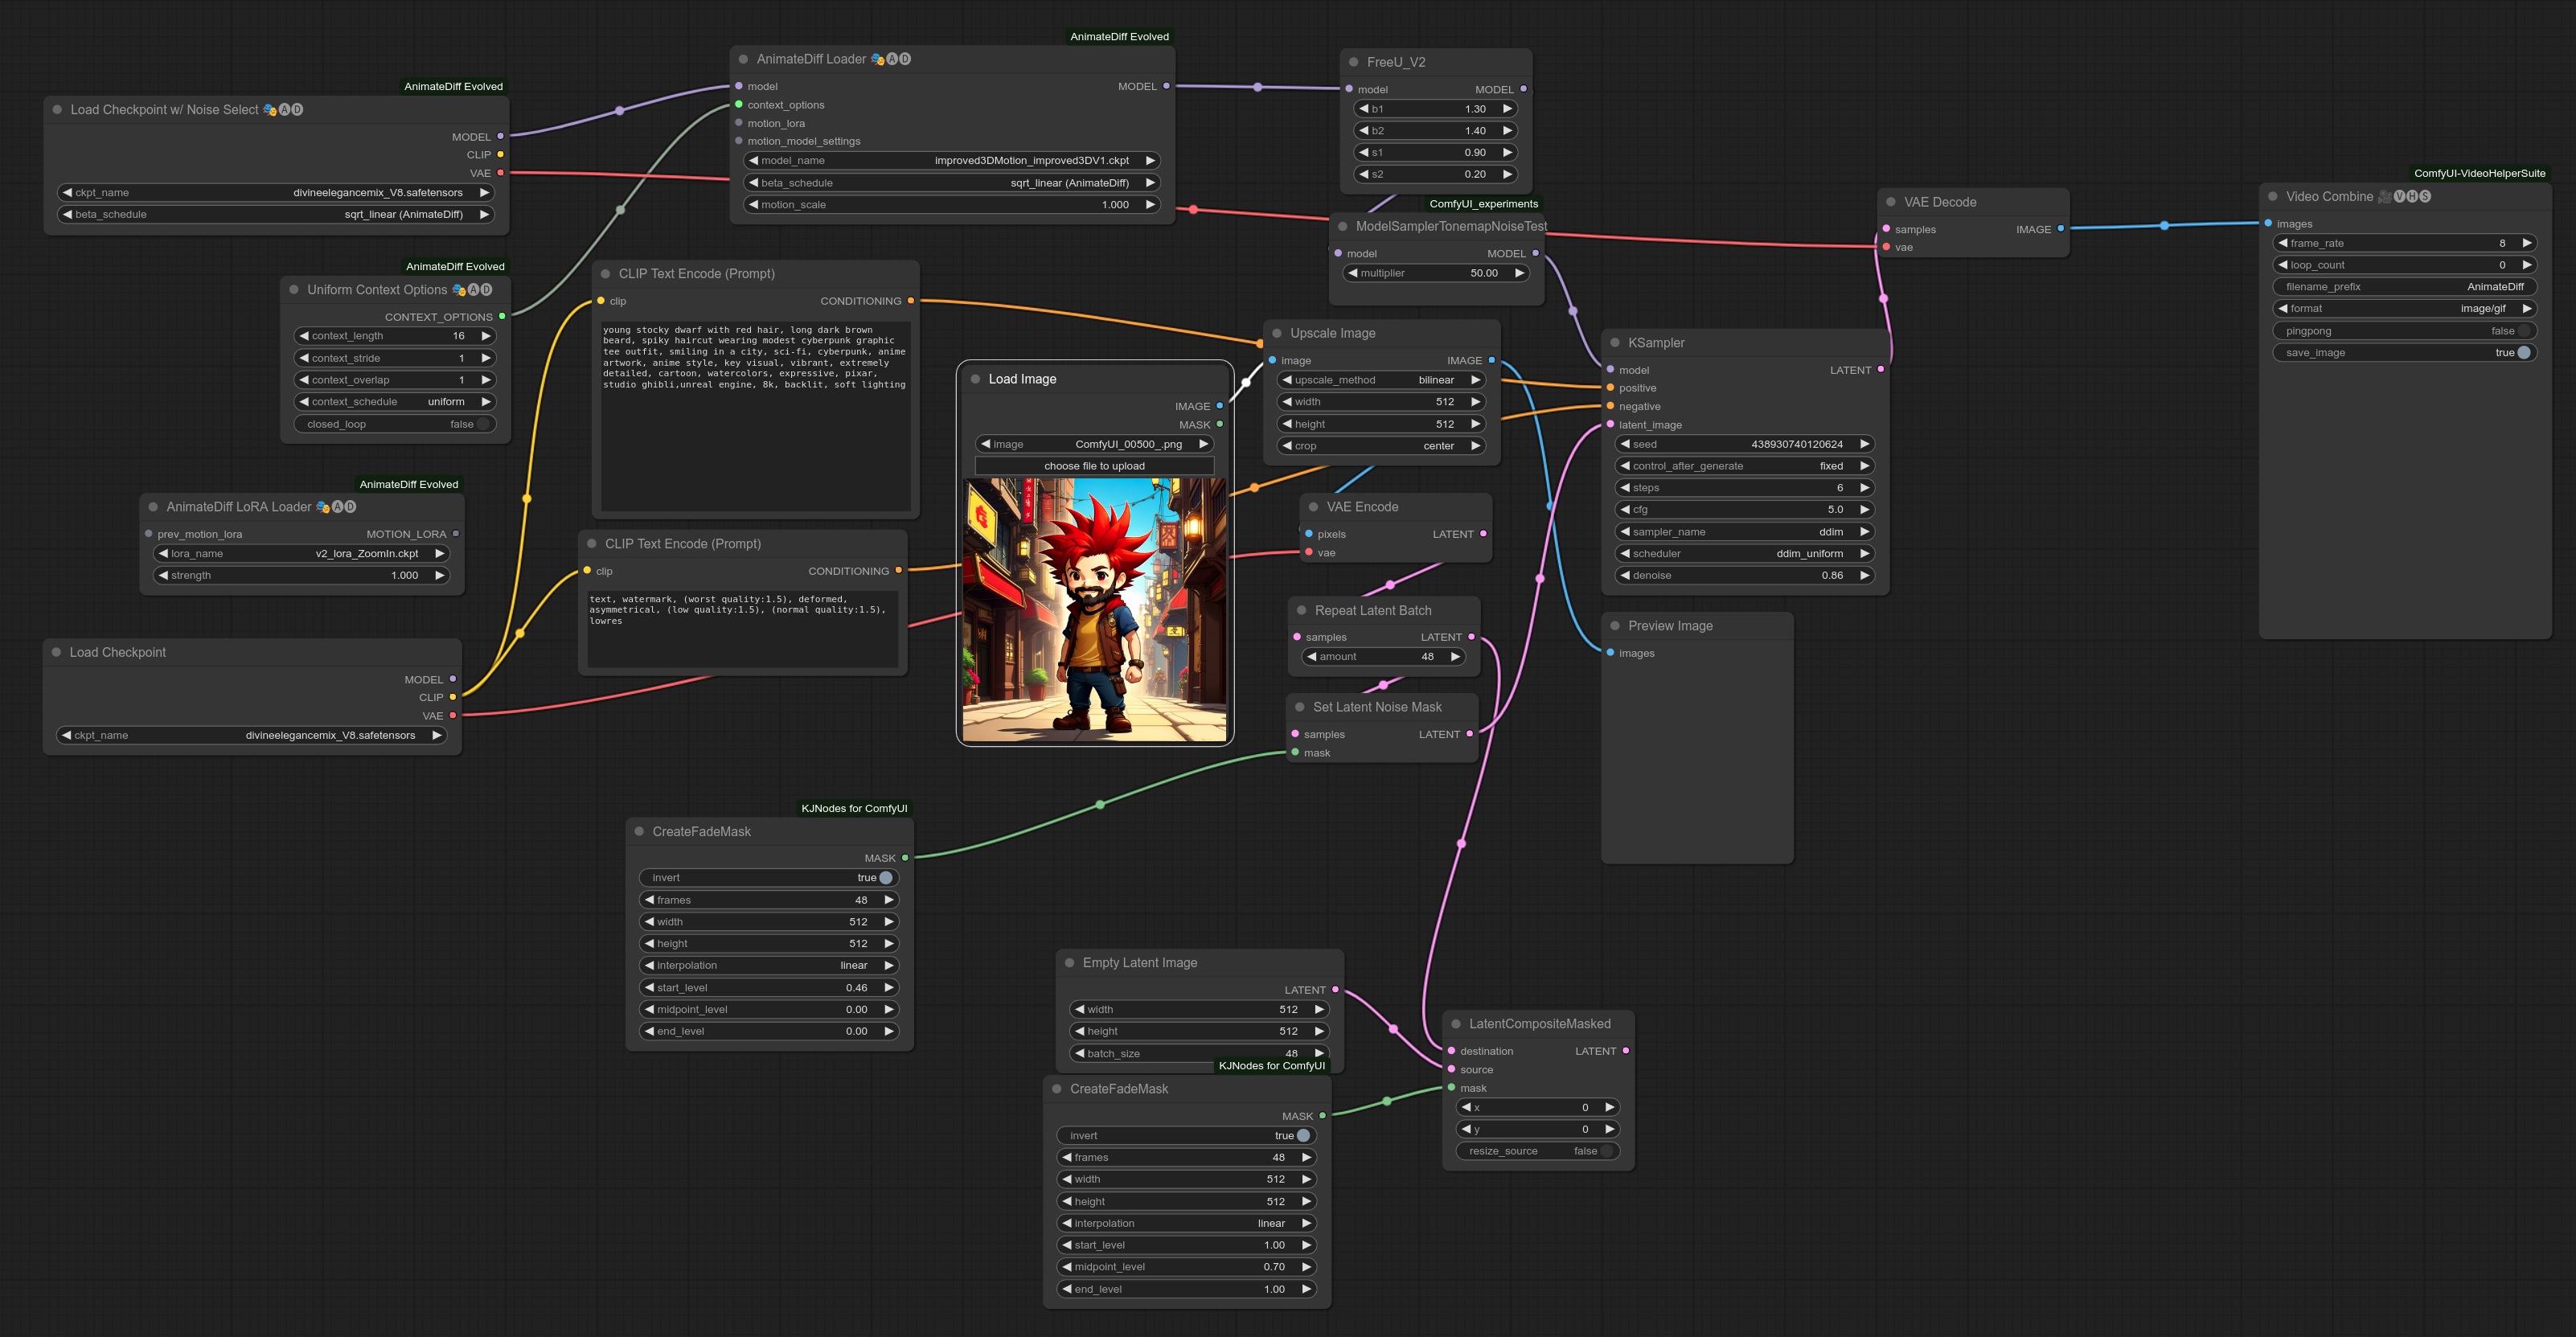 AnimateDiff Evolved
Load Checkpoint w/ Noise Select 🎭🅐🅓
MODEL
CLIP
VAE
ckpt_name divineelegancemix_V8.safetensors
beta_schedule sqrt_linear (AnimateDiff)
AnimateDiff Evolved
Uniform Context Options 🎭🅐🅓
CONTEXT_OPTIONS
context_length 16
context_stride 1
context_overlap 1
context_schedule uniform
closed_loop false
AnimateDiff Evolved
AnimateDiff LoRA Loader 🎭🅐🅓
prev_motion_lora MOTION_LORA
lora_name v2_lora_ZoomIn.ckpt
strength 1.000
Load Checkpoint
MODEL
CLIP
VAE
ckpt_name divineelegancemix_V8.safetensors
AnimateDiff Evolved
AnimateDiff Loader 🎭🅐🅓
model MODEL
context_options
motion_lora
motion_model_settings
model_name improved3DMotion_improved3DV1.ckpt
beta_schedule sqrt_linear (AnimateDiff)
motion_scale 1.000
CLIP Text Encode (Prompt)
clip CONDITIONING
young stocky dwarf with red hair, long dark brown
beard, spiky haircut wearing modest cyberpunk graphic
tee outfit, smiling in a city, sci-fi, cyberpunk, anime
artwork, anime style, key visual, vibrant, extremely
detailed, cartoon, watercolors, expressive, pixar,
studio ghibli,unreal engine, 8k, backlit, soft lighting
CLIP Text Encode (Prompt)
clip CONDITIONING
text, watermark, (worst quality:1.5), deformed,
asymmetrical, (low quality:1.5), (normal quality:1.5),
lowres
Load Image
IMAGE
MASK
image ComfyUI_00500_.png
choose file to upload
FreeU_V2
model MODEL
b1 1.30
b2 1.40
s1 0.90
s2 0.20
ComfyUI_experiments
ModelSamplerTonemapNoiseTest
model MODEL
multiplier 50.00
Upscale Image
image IMAGE
upscale_method bilinear
width 512
height 512
crop center
VAE Encode
pixels LATENT
vae
Repeat Latent Batch
samples LATENT
amount 48
Set Latent Noise Mask
samples LATENT
mask
KSampler
model LATENT
positive
negative
latent_image
seed 438930740120624
control_after_generate fixed
steps 6
cfg 5.0
sampler_name ddim
scheduler ddim_uniform
denoise 0.86
Preview Image
images
VAE Decode
samples IMAGE
vae
ComfyUI-VideoHelperSuite
Video Combine 🎥🅥🅗🅢
images
frame_rate 8
loop_count 0
filename_prefix AnimateDiff
format image/gif
pingpong false
save_image true
KJNodes for ComfyUI
CreateFadeMask
MASK
invert true
frames 48
width 512
height 512
interpolation linear
start_level 0.46
midpoint_level 0.00
end_level 0.00
Empty Latent Image
LATENT
width 512
height 512
batch_size 48
KJNodes for ComfyUI
CreateFadeMask
MASK
invert true
frames 48
width 512
height 512
interpolation linear
start_level 1.00
midpoint_level 0.70
end_level 1.00
LatentCompositeMasked
destination LATENT
source
mask
x 0
y 0
resize_source false